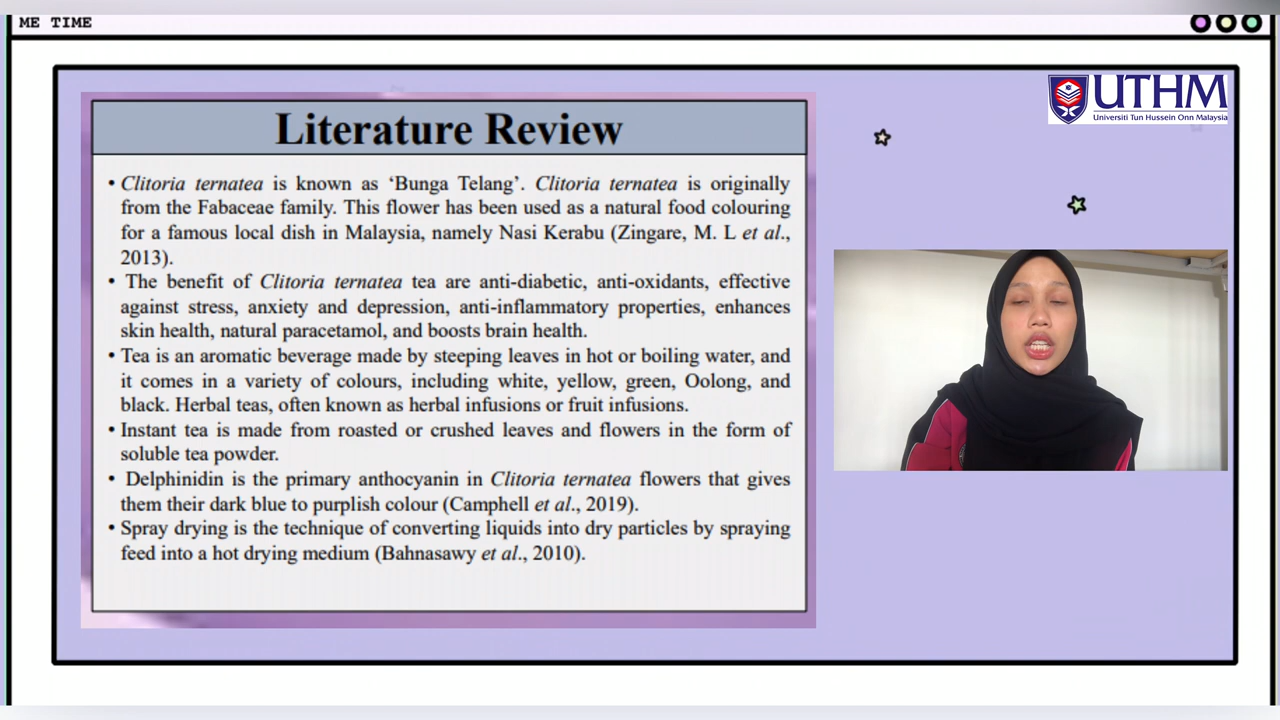 ME TIME
UTHM
Universiti Tun Hussein Onn Malaysia
Literature Review
• Clitoria ternatea is known as ‘Bunga Telang’. Clitoria ternatea is originally
from the Fabaceae family. This flower has been used as a natural food colouring
for a famous local dish in Malaysia, namely Nasi Kerabu (Zingare, M. L et al.,
2013).
• The benefit of Clitoria ternatea tea are anti-diabetic, anti-oxidants, effective
against stress, anxiety and depression, anti-inflammatory properties, enhances
skin health, natural paracetamol, and boosts brain health.
• Tea is an aromatic beverage made by steeping leaves in hot or boiling water, and
it comes in a variety of colours, including white, yellow, green, Oolong, and
black. Herbal teas, often known as herbal infusions or fruit infusions.
• Instant tea is made from roasted or crushed leaves and flowers in the form of
soluble tea powder.
• Delphinidin is the primary anthocyanin in Clitoria ternatea flowers that gives
them their dark blue to purplish colour (Camphell et al., 2019).
• Spray drying is the technique of converting liquids into dry particles by spraying
feed into a hot drying medium (Bahnasawy et al., 2010).